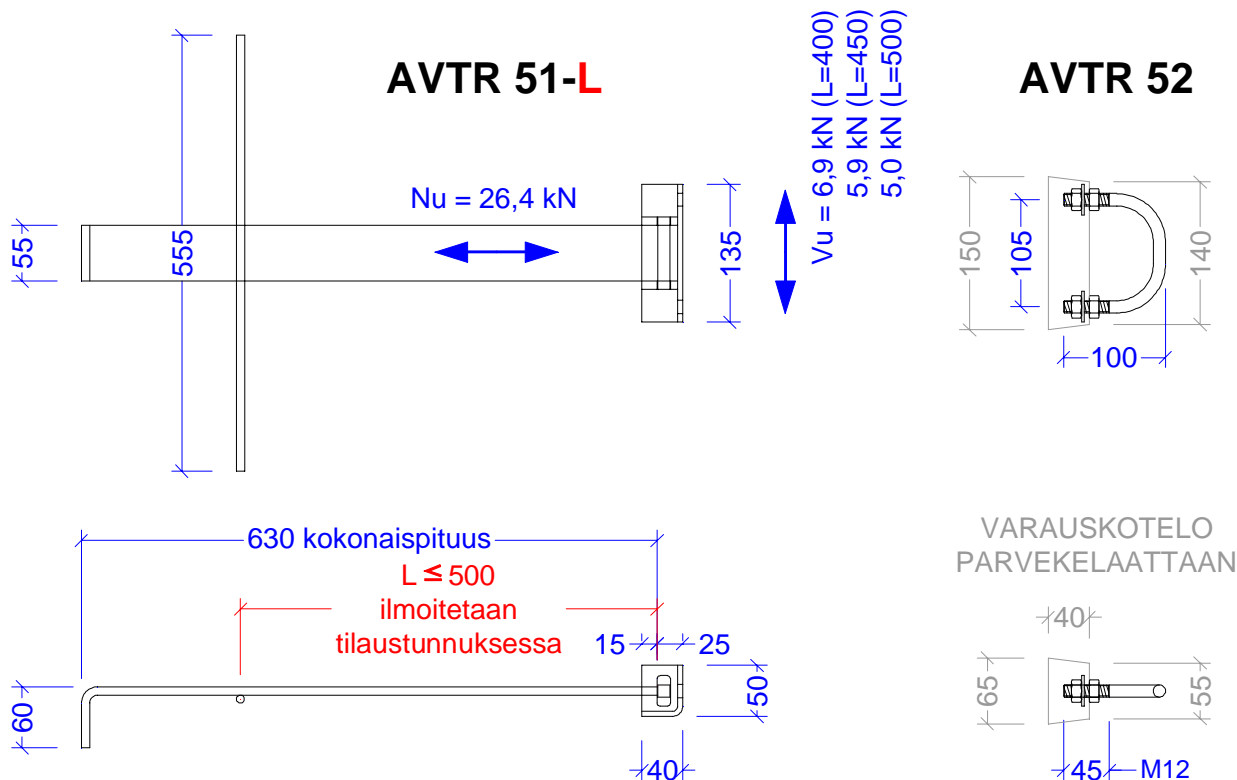 AVTR 51-L
Vu = 6,9 kN (L=400)
5,9 kN (L=450)
5,0 kN (L=500)
AVTR 52
Nu = 26,4 kN
55
555
135
150
105
140
100
630 kokonaispituus
L ≤ 500
ilmoitetaan
tilaustunnuksessa
15
25
60
50
40
VARAUSKOTELO
PARVEKELAATTAAN
40
65
55
45
M12